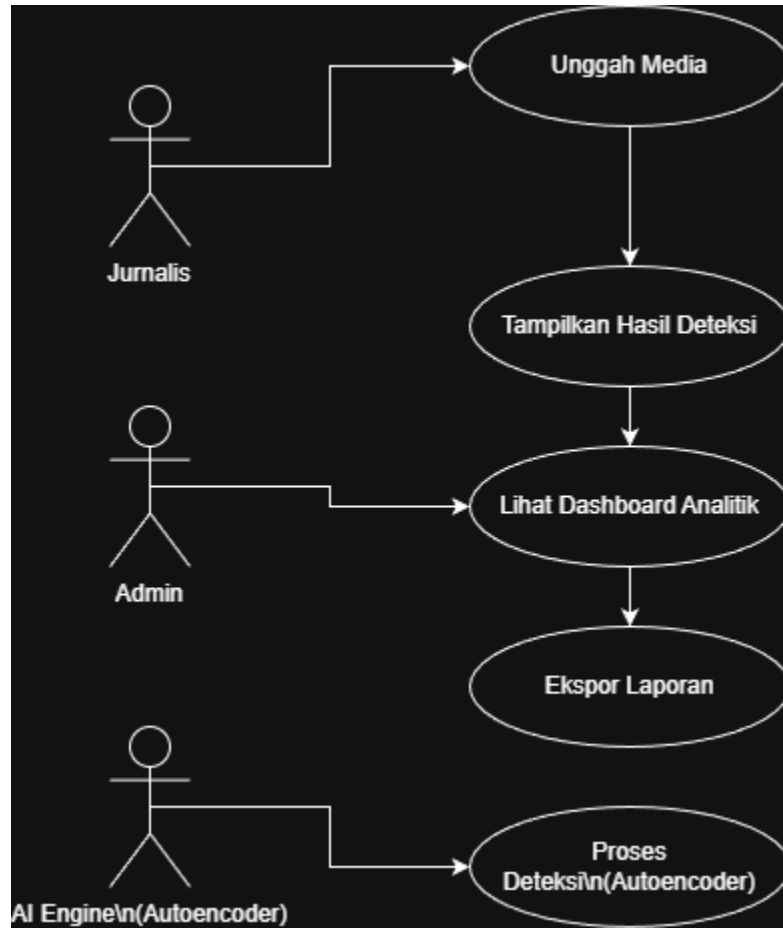 Unggah Media
Jurnalis
Tampilkan Hasil Deteksi
Lihat Dashboard Analitik
Admin
Ekspor Laporan
Proses
Deteksi\n(Autoencoder)
AI Engine\n(Autoencoder)